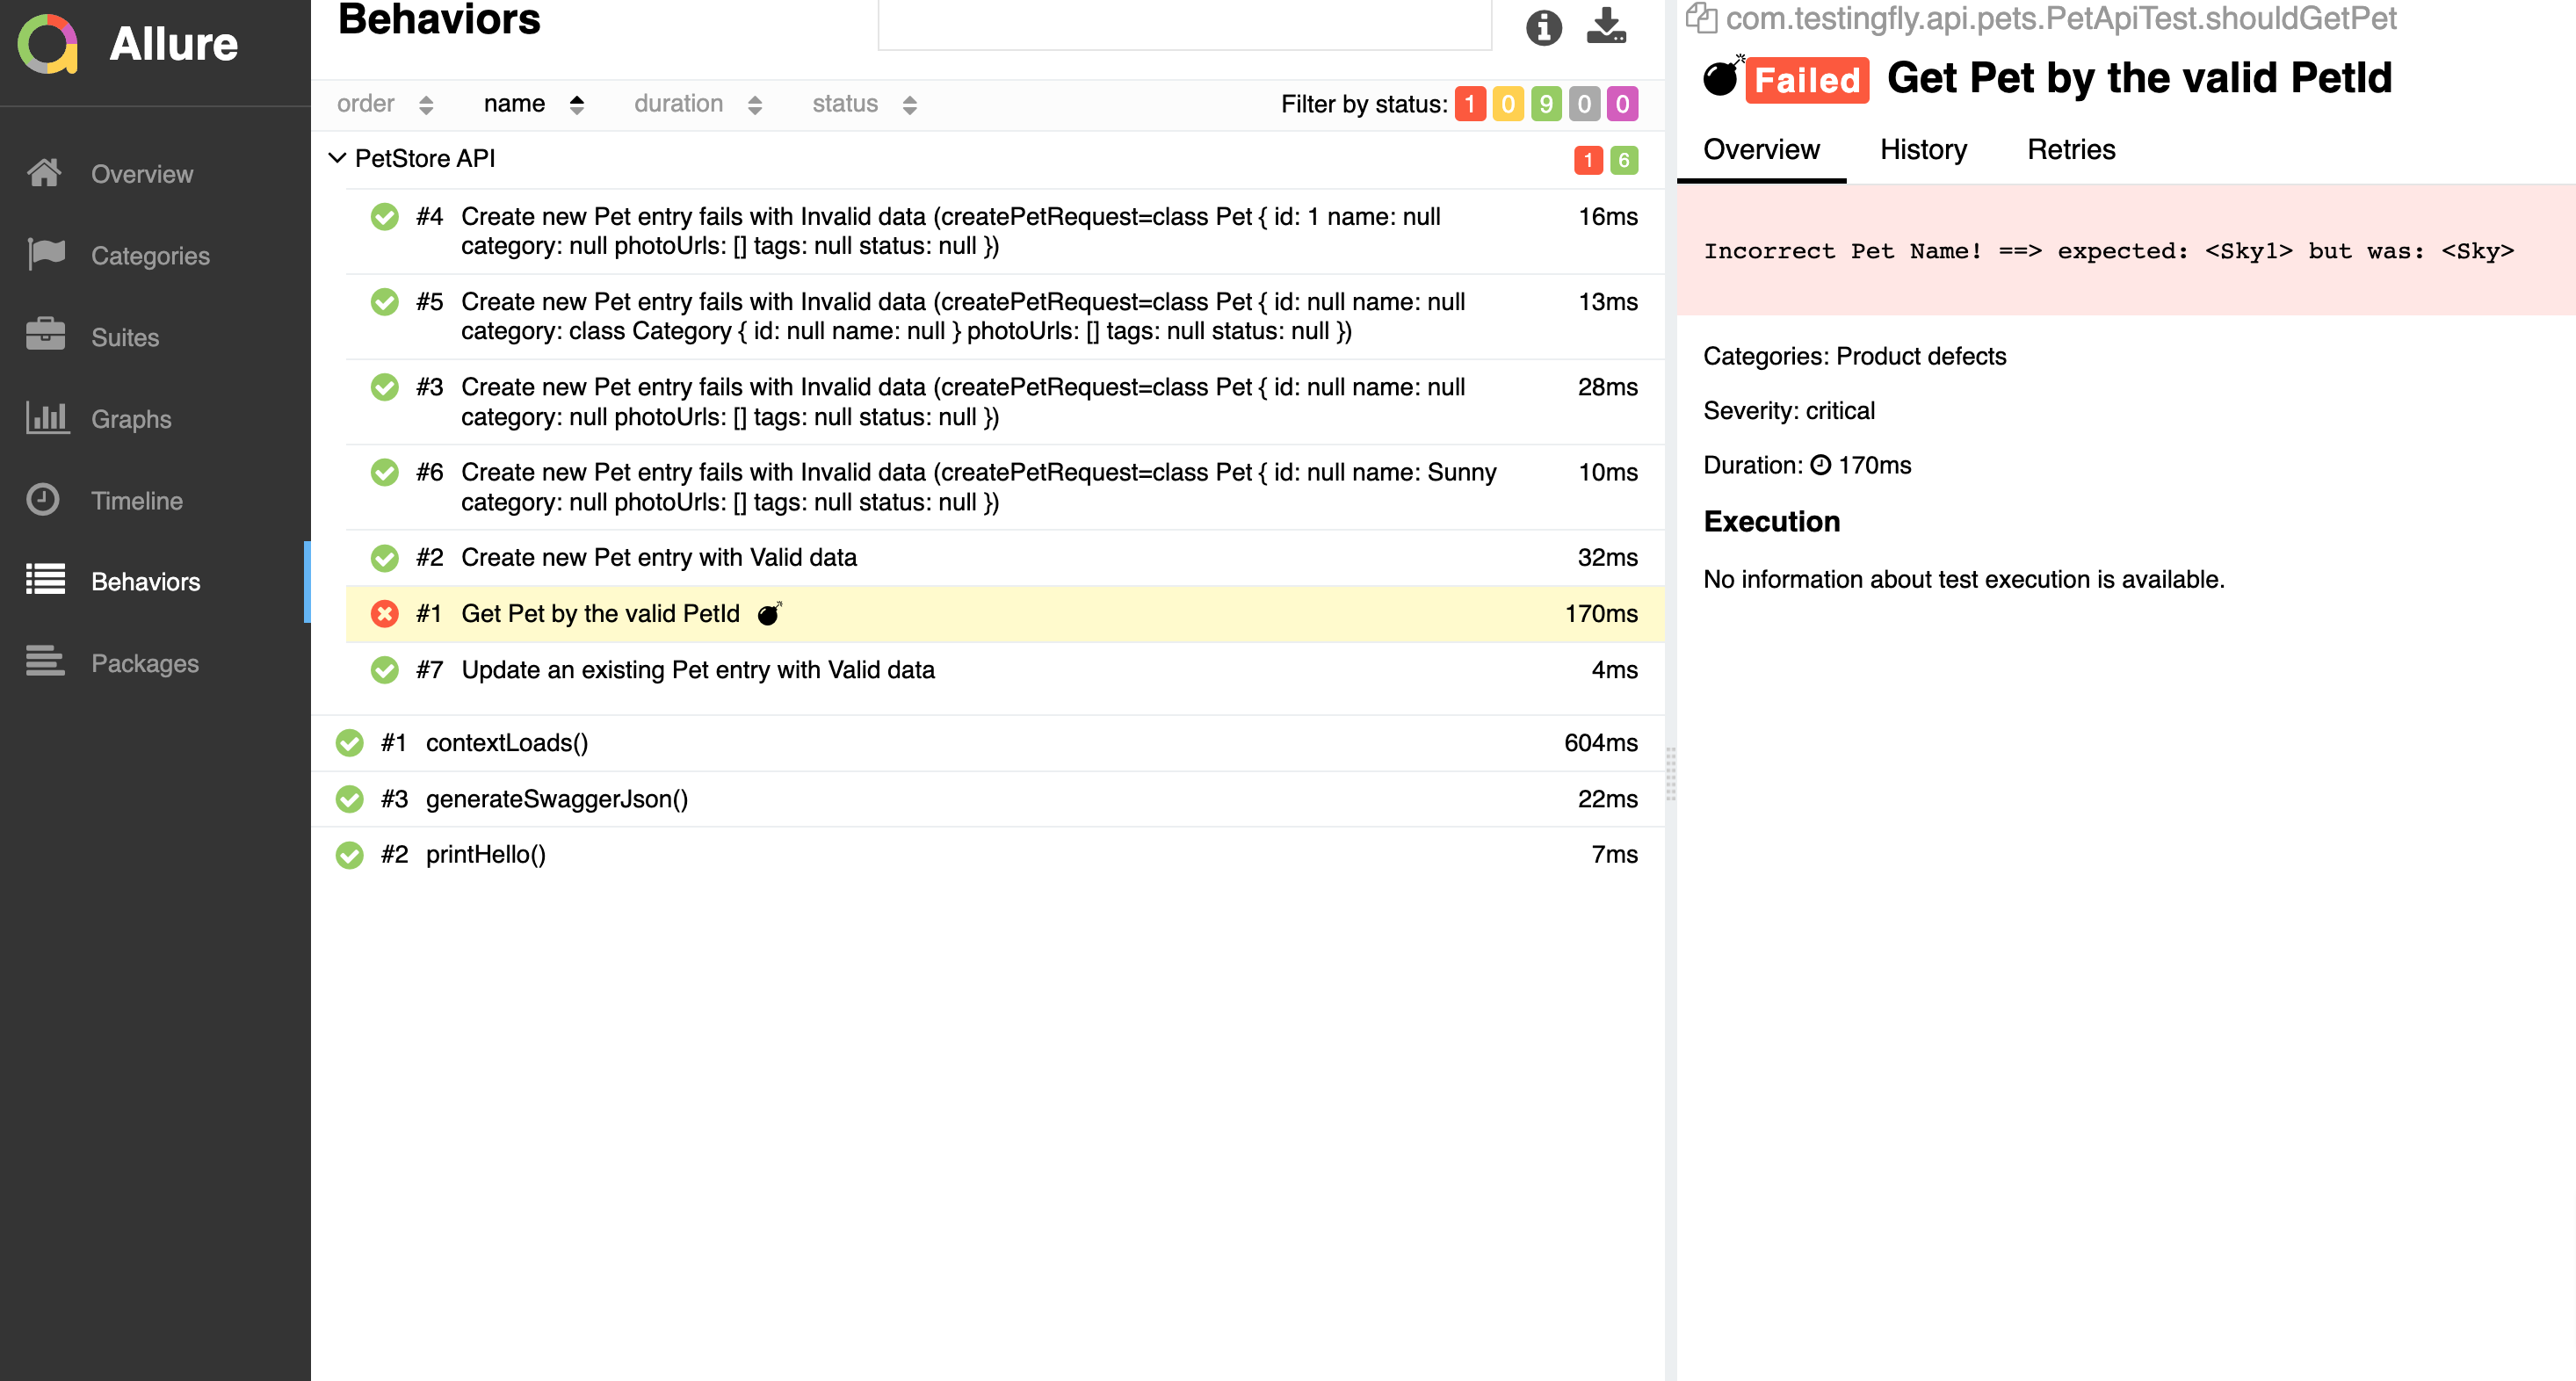 Allure
Overview
Categories
Suites
Graphs
Timeline
Behaviors
Packages
Behaviors
order name duration status Filter by status: 1 0 9 0 0
PetStore API 1 6
#4 Create new Pet entry fails with Invalid data (createPetRequest=class Pet { id: 1 name: null 16ms
category: null photoUrls: [] tags: null status: null })
#5 Create new Pet entry fails with Invalid data (createPetRequest=class Pet { id: null name: null 13ms
category: class Category { id: null name: null } photoUrls: [] tags: null status: null })
#3 Create new Pet entry fails with Invalid data (createPetRequest=class Pet { id: null name: null 28ms
category: null photoUrls: [] tags: null status: null })
#6 Create new Pet entry fails with Invalid data (createPetRequest=class Pet { id: null name: Sunny 10ms
category: null photoUrls: [] tags: null status: null })
#2 Create new Pet entry with Valid data 32ms
#1 Get Pet by the valid PetId 170ms
#7 Update an existing Pet entry with Valid data 4ms
#1 contextLoads() 604ms
#3 generateSwaggerJson() 22ms
#2 printHello() 7ms
com.testingfly.api.pets.PetApiTest.shouldGetPet
Failed Get Pet by the valid PetId
Overview History Retries
Incorrect Pet Name! ==> expected: <Sky1> but was: <Sky>
Categories: Product defects
Severity: critical
Duration: 170ms
Execution
No information about test execution is available.